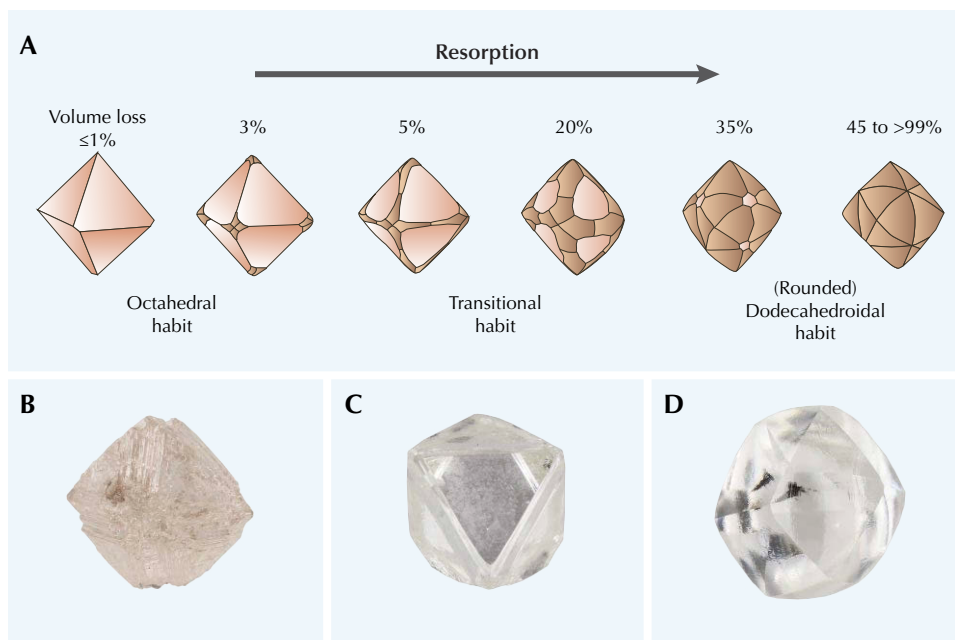 A
Resorption
Volume loss
≤1%
3%
5%
20%
35%
45 to >99%
Octahedral
habit
Transitional
habit
(Rounded)
Dodecahedroidal
habit
B
C
D